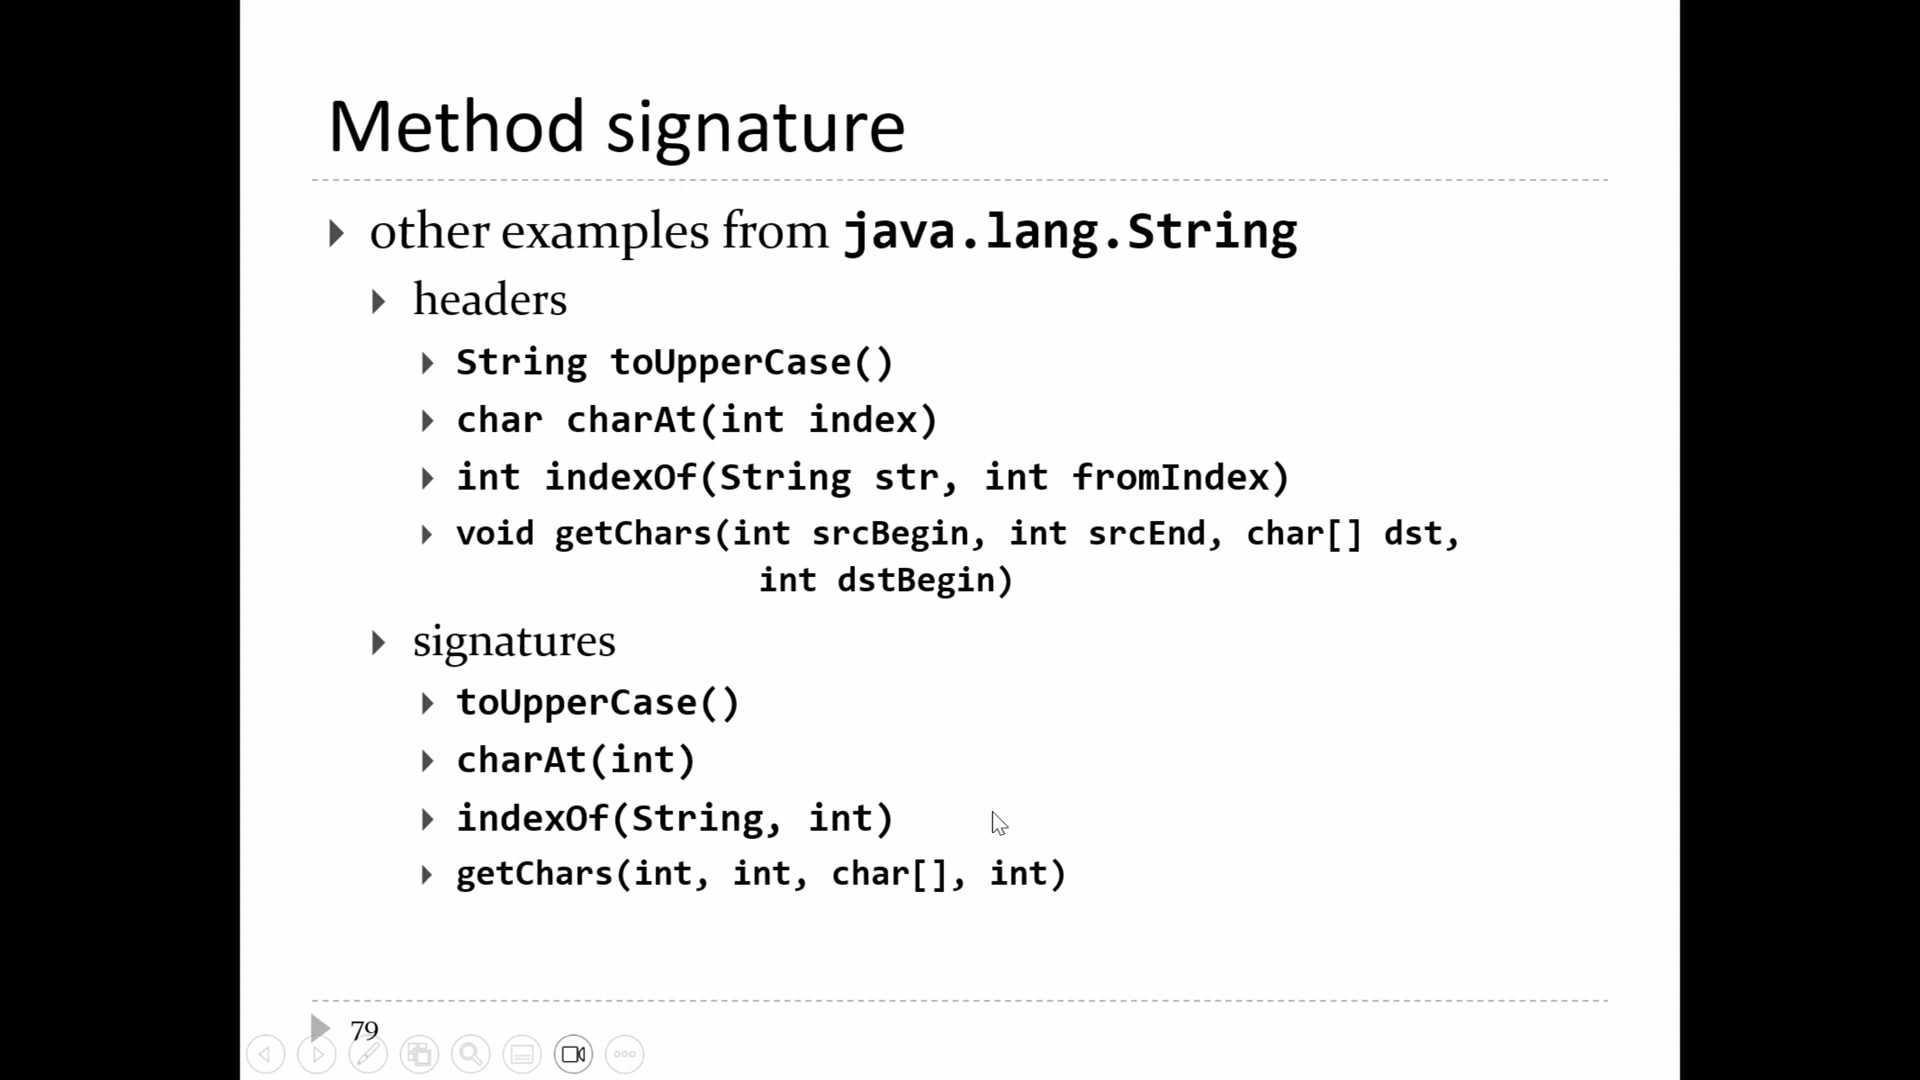 Method signature
other examples from java.lang.String
headers
String toUpperCase()
char charAt(int index)
int indexOf(String str, int fromIndex)
void getChars(int srcBegin, int srcEnd, char[] dst,
int dstBegin)
signatures
toUpperCase()
charAt(int)
indexOf(String, int)
getChars(int, int, char[], int)
79